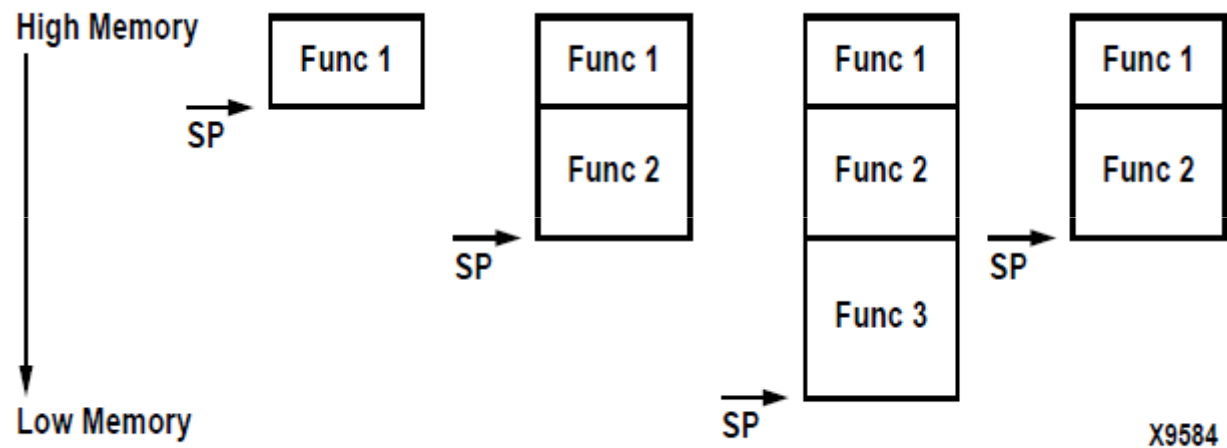 High Memory
Func 1
Func 1
Func 1
Func 1
SP
Func 2
Func 2
Func 2
SP
SP
Func 3
Low Memory
SP
X9584